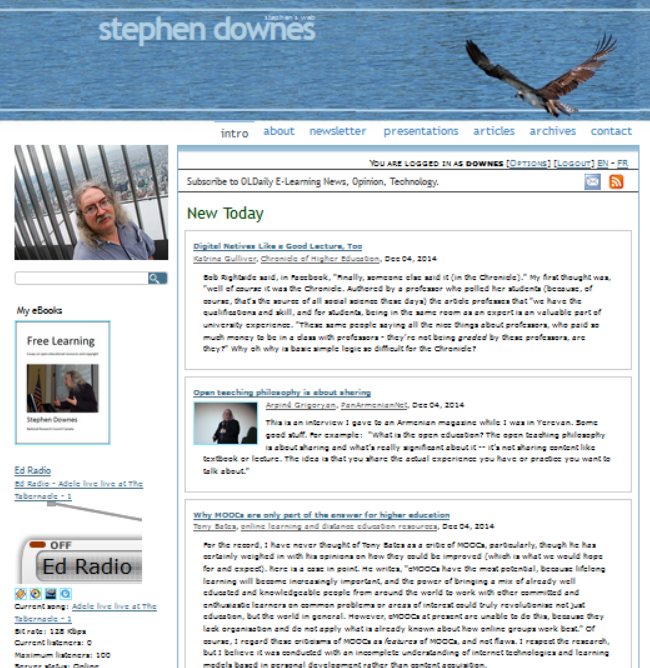 stephen's web
stephen downes
intro about newsletter presentations articles archives contact
YOU ARE LOGGED IN AS DOWNES [OPTIONS] [LOGOUT] EN - FR
Subscribe to OLDaily E-Learning News, Opinion, Technology.
New Today
Digital Natives Like a Good Lecture, Too
Katrina Gulliver, Chronicle of Higher Education, Dec 04, 2014
Bob Rightside said, in Facebook, "Finally, someone else said it (in the Chronicle)." My first thought was,
"well of course it was the Chronicle. Authored by a professor who polled her students (because, of
course, that's the source of all social science these days) the article professes that "we have the
qualifications and skill, and for students, being in the same room as an expert is an valuable part of
university experience. "These same people saying all the nice things about professors, who paid so
much money to be in a class with professors - they're not being graded by these professors, are
they?" Why oh why is basic simple logic so difficult for the Chronicle?
Open teaching philosophy is about sharing
Arpiné Grigoryan, PanArmenianNet, Dec 04, 2014
This is an interview I gave to an Armenian magazine while I was in Yerevan. Some
good stuff. For example: "What is the open education? The open teaching philosophy
is about sharing and what's really significant about it -- it's not sharing content like
textbook or lecture. The idea is that you share the actual experience you have or practice you want to
talk about."
Why MOOCs are only part of the answer for higher education
Tony Bates, online learning and distance education resources, Dec 04, 2014
For the record, I have never thought of Tony Bates as a critic of MOOCs, particularly, though he has
certainly weighed in with his opinions on how they could be improved (which is what we would hope
for and expect). here is a case in point. He writes, "cMOOCs have the most potential, because lifelong
learning will become increasingly important, and the power of bringing a mix of already well
educated and knowledgeable people from around the world to work with other committed and
enthusiastic learners on common problems or areas of interest could truly revolutionise not just
education, but the world in general. However, cMOOCs at present are unable to do this, because they
lack organisation and do not apply what is already known about how online groups work best." Of
course, I regard these criticisms of MOOCs as features of MOOCs, and not flaws. I respect the research,
but I believe it was conducted with an incomplete understanding of internet technologies and learning
models based in personal development rather than content acquisition.
My eBooks
Free Learning
Essays on open educational resources and copyright
Stephen Downes
National Research Council Canada
Ed Radio
Ed Radio - Adele live live at The
Tabernacle - 1
OFF
Ed Radio
Current song: Adele live live at The
Tabernacle - 1
Bit rate: 128 Kbps
Current listeners: 0
Maximum listeners: 100
Server status: Online